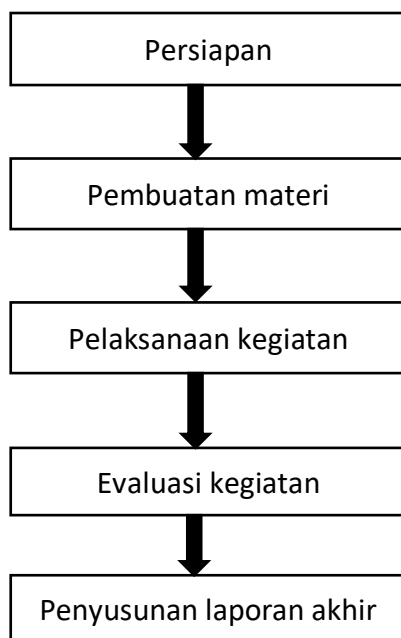 Persiapan
Pembuatan materi
Pelaksanaan kegiatan
Evaluasi kegiatan
Penyusunan laporan akhir